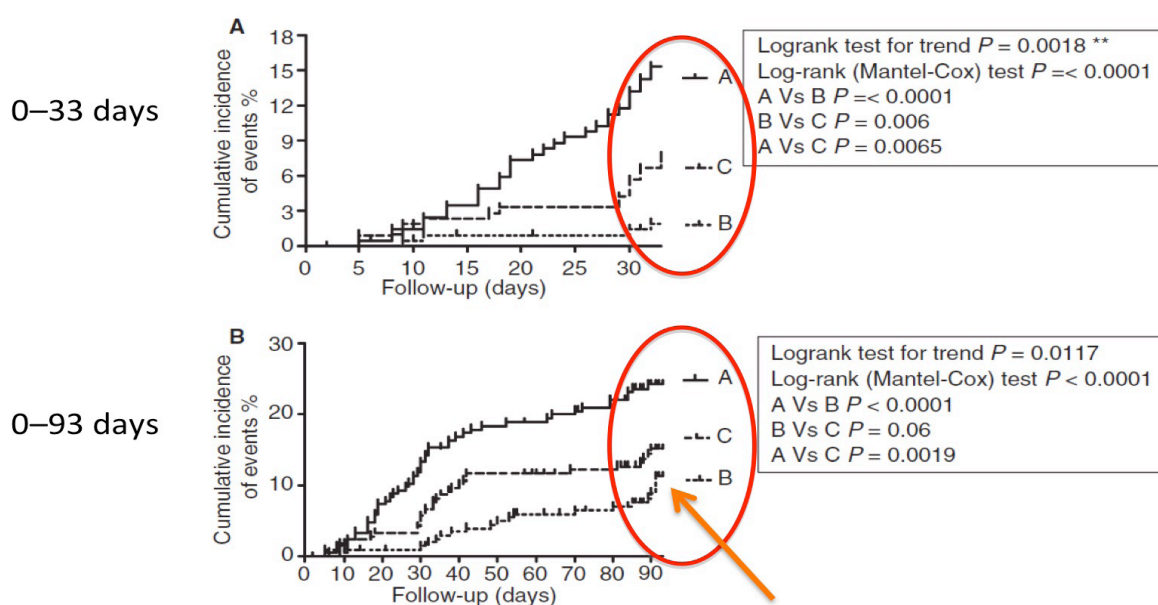 0–33 days
A
Cumulative incidence
of events %
18
15
12
9
6
3
0
0 5 10 15 20 25 30
Follow-up (days)
A
C
B
Logrank test for trend P = 0.0018 **
Log-rank (Mantel-Cox) test P =< 0.0001
A Vs B P =< 0.0001
B Vs C P = 0.006
A Vs C P = 0.0065
0–93 days
B
Cumulative incidence
of events %
30
20
10
0
0 10 20 30 40 50 60 70 80 90
Follow-up (days)
A
C
B
Logrank test for trend P = 0.0117
Log-rank (Mantel-Cox) test P < 0.0001
A Vs B P < 0.0001
B Vs C P = 0.06
A Vs C P = 0.0019